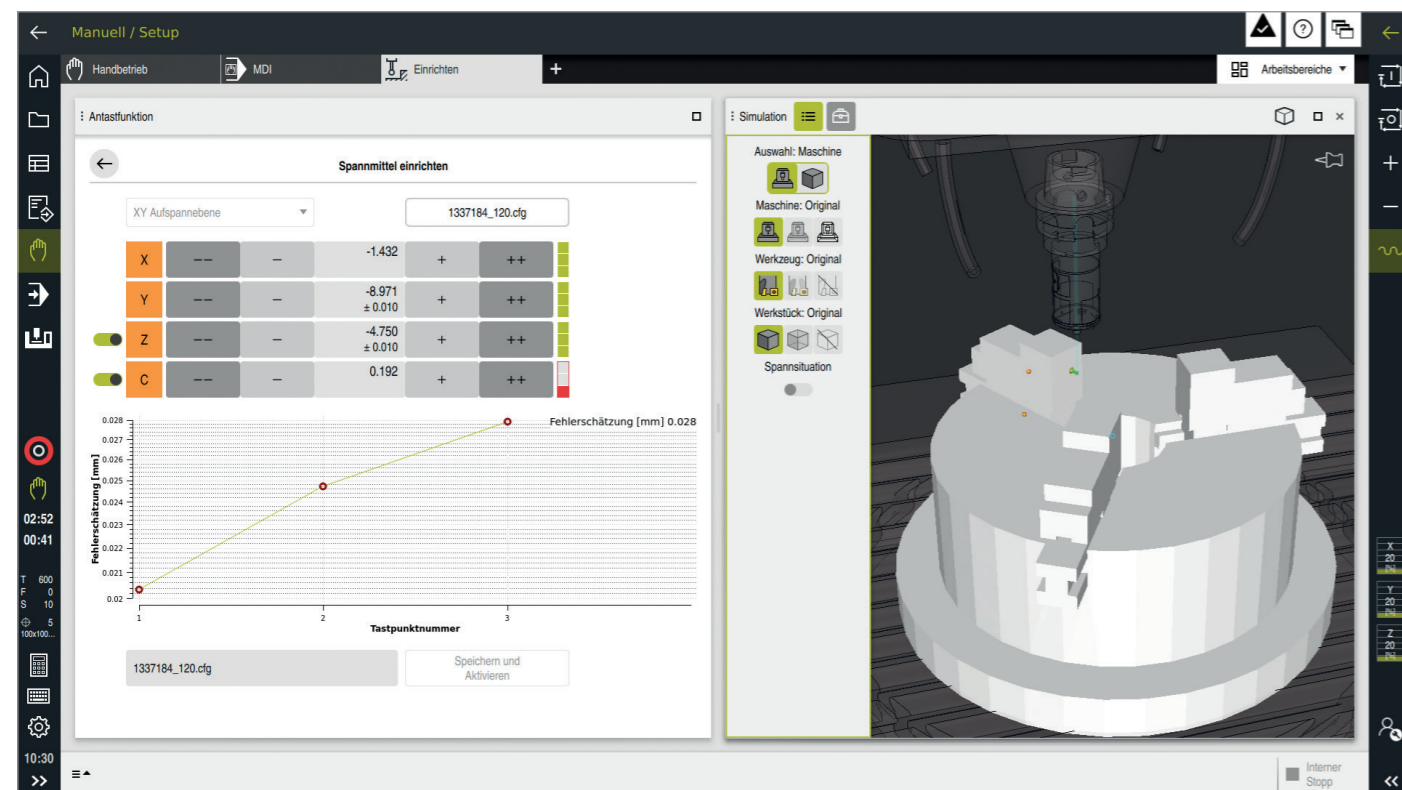 Manuell / Setup
Handbetrieb
MDI
Einrichten
+
Arbeitsbereiche
Antastfunktion
Spannmittel einrichten
XY Aufspannebene
1337184_120.cfg
X -- - -1.432 + ++
Y -- - -8.971 + ++
± 0.010
Z -- - -4.750 + ++
± 0.010
C -- - 0.192 + ++
Fehlerschätzung [mm] 0.028
Fehlerschätzung [mm]
0.028
0.027
0.026
0.025
0.024
0.023
0.022
0.021
0.02
1 2 3
Tastpunktnummer
1337184_120.cfg
Speichern und
Aktivieren
Simulation
Auswahl: Maschine
Maschine: Original
Werkzeug: Original
Werkstück: Original
Spannsituation
02:52
00:41
T 600
F 0
S 10
5
100x100...
10:30
X
20
Y
20
Z
20
Interner
Stopp